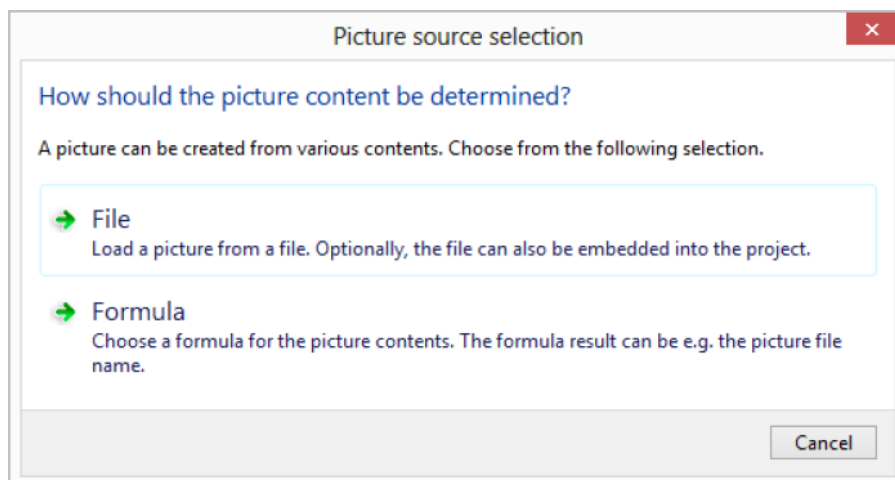 Picture source selection
How should the picture content be determined?
A picture can be created from various contents. Choose from the following selection.
File
Load a picture from a file. Optionally, the file can also be embedded into the project.
Formula
Choose a formula for the picture contents. The formula result can be e.g. the picture file
name.
Cancel